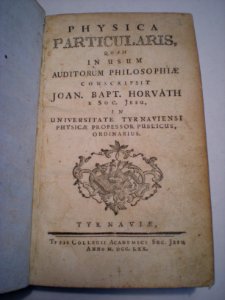 PHYSICA
PARTICULARIS,
QUAM
IN USUM
AUDITORUM PHILOSOPHIÆ
CONSCRIPSIT
JOAN. BAPT. HORVÁTH
E SOC. JESU,
IN
UNIVERSITATE TYRNAVIENSI
PHYSICÆ PROFESSOR PUBLICUS,
ORDINARIUS.
TYRNAVIÆ,
TYPIS COLLEGII ACADEMICI SOC. JESU,
ANNO M. DCC. LXX.